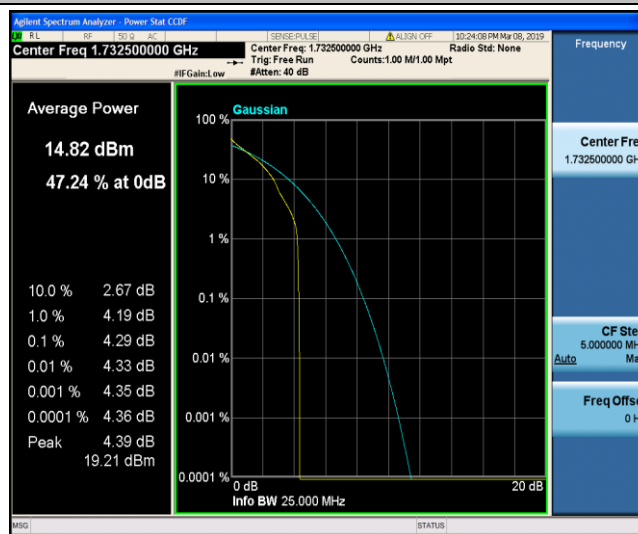 Agilent Spectrum Analyzer - Power Stat CCDF
RL RF 50 Ω AC SENSE:PULSE ALIGN OFF 10:24:08 PM Mar 08, 2019
Center Freq 1.732500000 GHz
Center Freq: 1.732500000 GHz Radio Std: None
Trig: Free Run Counts:1.00 M/1.00 Mpt
#IFGain:Low #Atten: 40 dB
Frequency
Average Power
14.82 dBm
47.24 % at 0dB
10.0 % 2.67 dB
1.0 % 4.19 dB
0.1 % 4.29 dB
0.01 % 4.33 dB
0.001 % 4.35 dB
0.0001 % 4.36 dB
Peak 4.39 dB
19.21 dBm
Gaussian
100 %
10 %
1 %
0.1 %
0.01 %
0.001 %
0.0001 %
0 dB 20 dB
Info BW 25.000 MHz
Center Fre
1.732500000 GH
CF Ste
5.000000 MH
Auto Ma
Freq Offse
0 H
MSG STATUS